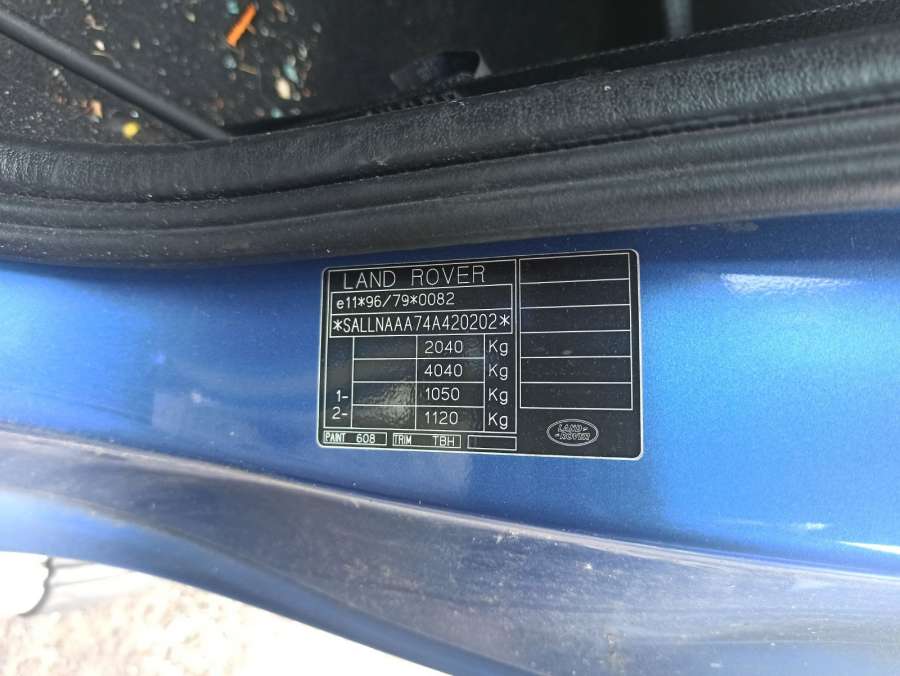 LAND ROVER
e11*96/79*0082
*SALLNAAA74A420202*
2040 Kg
4040 Kg
1- 1050 Kg
2- 1120 Kg
PAINT 608 TRIM TBH
LAND ROVER